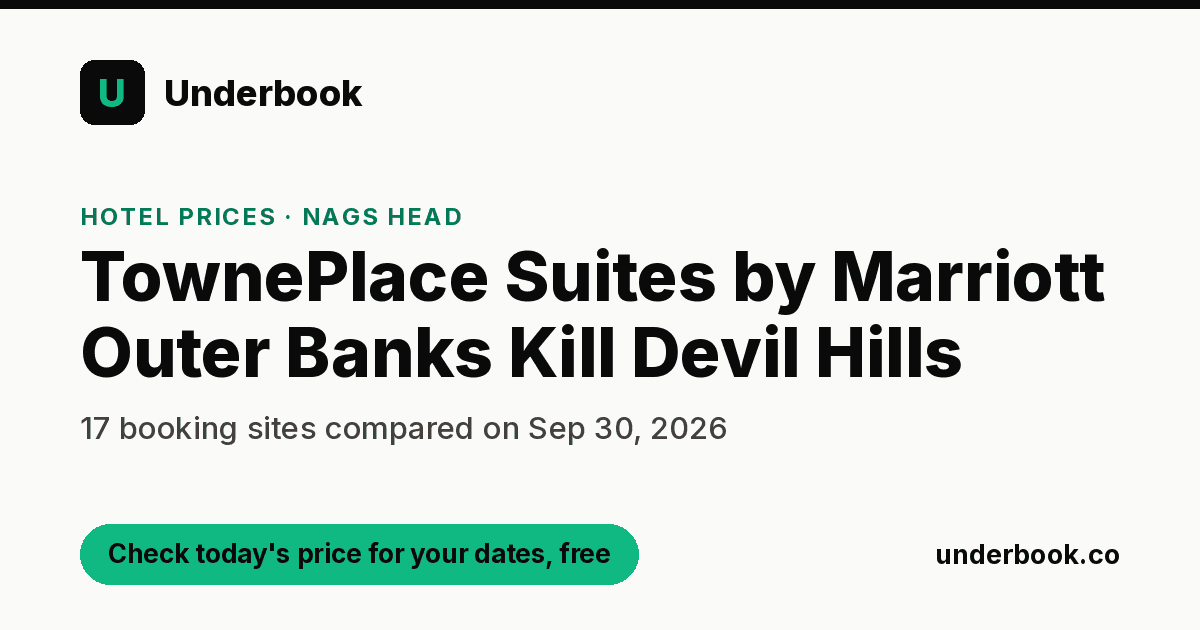 U Underbook
HOTEL PRICES · NAGS HEAD
TownePlace Suites by Marriott
Outer Banks Kill Devil Hills
17 booking sites compared on Sep 30, 2026
Check today's price for your dates, free
underbook.co